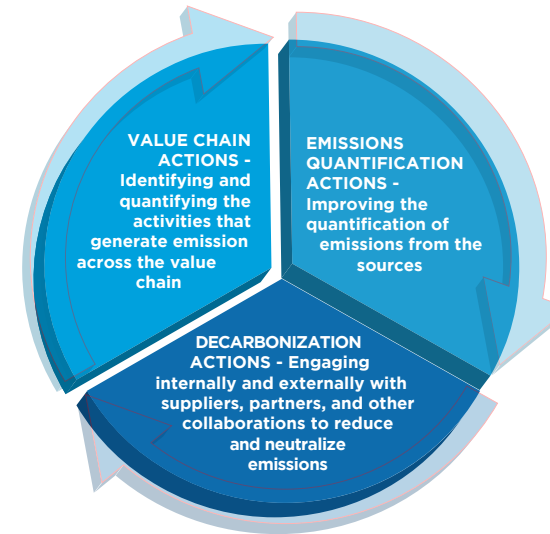 VALUE CHAIN
ACTIONS -
Identifying and
quantifying the
activities that
generate emission
across the value
chain
EMISSIONS
QUANTIFICATION
ACTIONS -
Improving the
quantification of
emissions from the
sources
DECARBONIZATION
ACTIONS - Engaging
internally and externally with
suppliers, partners, and other
collaborations to reduce
and neutralize
emissions